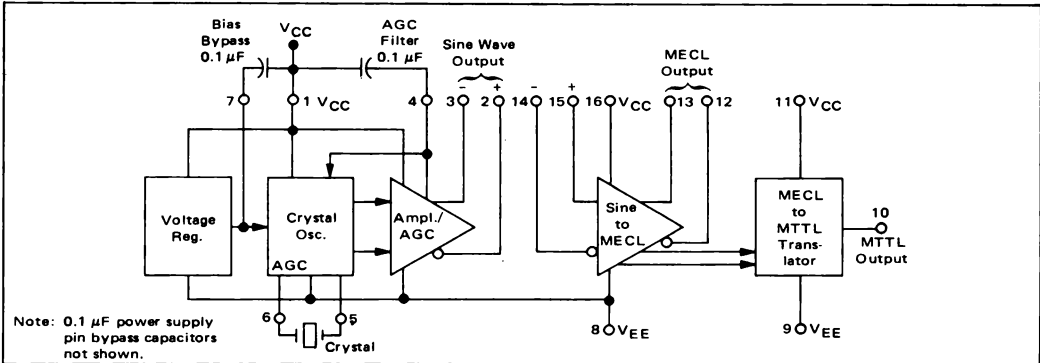 Bias
Bypass
0.1 μF
VCC
AGC
Filter
0.1 μF
Sine Wave
Output
MECL
Output
7
1 VCC
4
3
-
2
+
14
-
15
+
16 VCC
13
12
11 VCC
Voltage
Reg.
Crystal
Osc.
AGC
Ampl./
AGC
Sine
to
MECL
MECL
to
MTTL
Trans-
lator
10
MTTL
Output
6
5
Crystal
8 VEE
9 VEE
Note: 0.1 μF power supply
pin bypass capacitors
not shown.